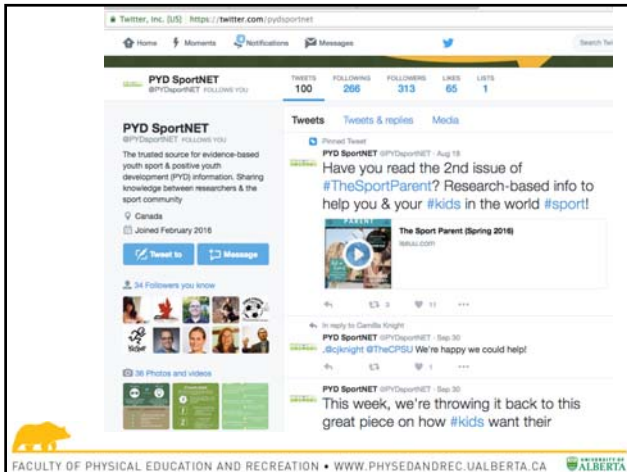 Twitter, Inc. [US] https://twitter.com/pydsportnet
Home Moments Notifications Messages Search Twi
PYD SportNET
@PYDsportNET FOLLOWS YOU
TWEETS FOLLOWING FOLLOWERS LIKES LISTS
100 266 313 65 1
PYD SportNET
@PYDsportNET FOLLOWS YOU
The trusted source for evidence-based
youth sport & positive youth
development (PYD) information. Sharing
knowledge between researchers & the
sport community
Canada
Joined February 2016
Tweet to Message
34 Followers you know
36 Photos and videos
Tweets Tweets & replies Media
Pinned Tweet
PYD SportNET @PYDsportNET · Aug 19
Have you read the 2nd issue of
#TheSportParent? Research-based info to
help you & your #kids in the world #sport!
PARENT
The Sport Parent (Spring 2016)
issuu.com
3 11
In reply to Camilla Knight
PYD SportNET @PYDsportNET · Sep 30
.@cjknight @TheCPSU We're happy we could help!
1
PYD SportNET @PYDsportNET · Sep 30
This week, we're throwing it back to this
great piece on how #kids want their
FACULTY OF PHYSICAL EDUCATION AND RECREATION • WWW.PHYSEDANDREC.UALBERTA.CA
UNIVERSITY OF
ALBERTA